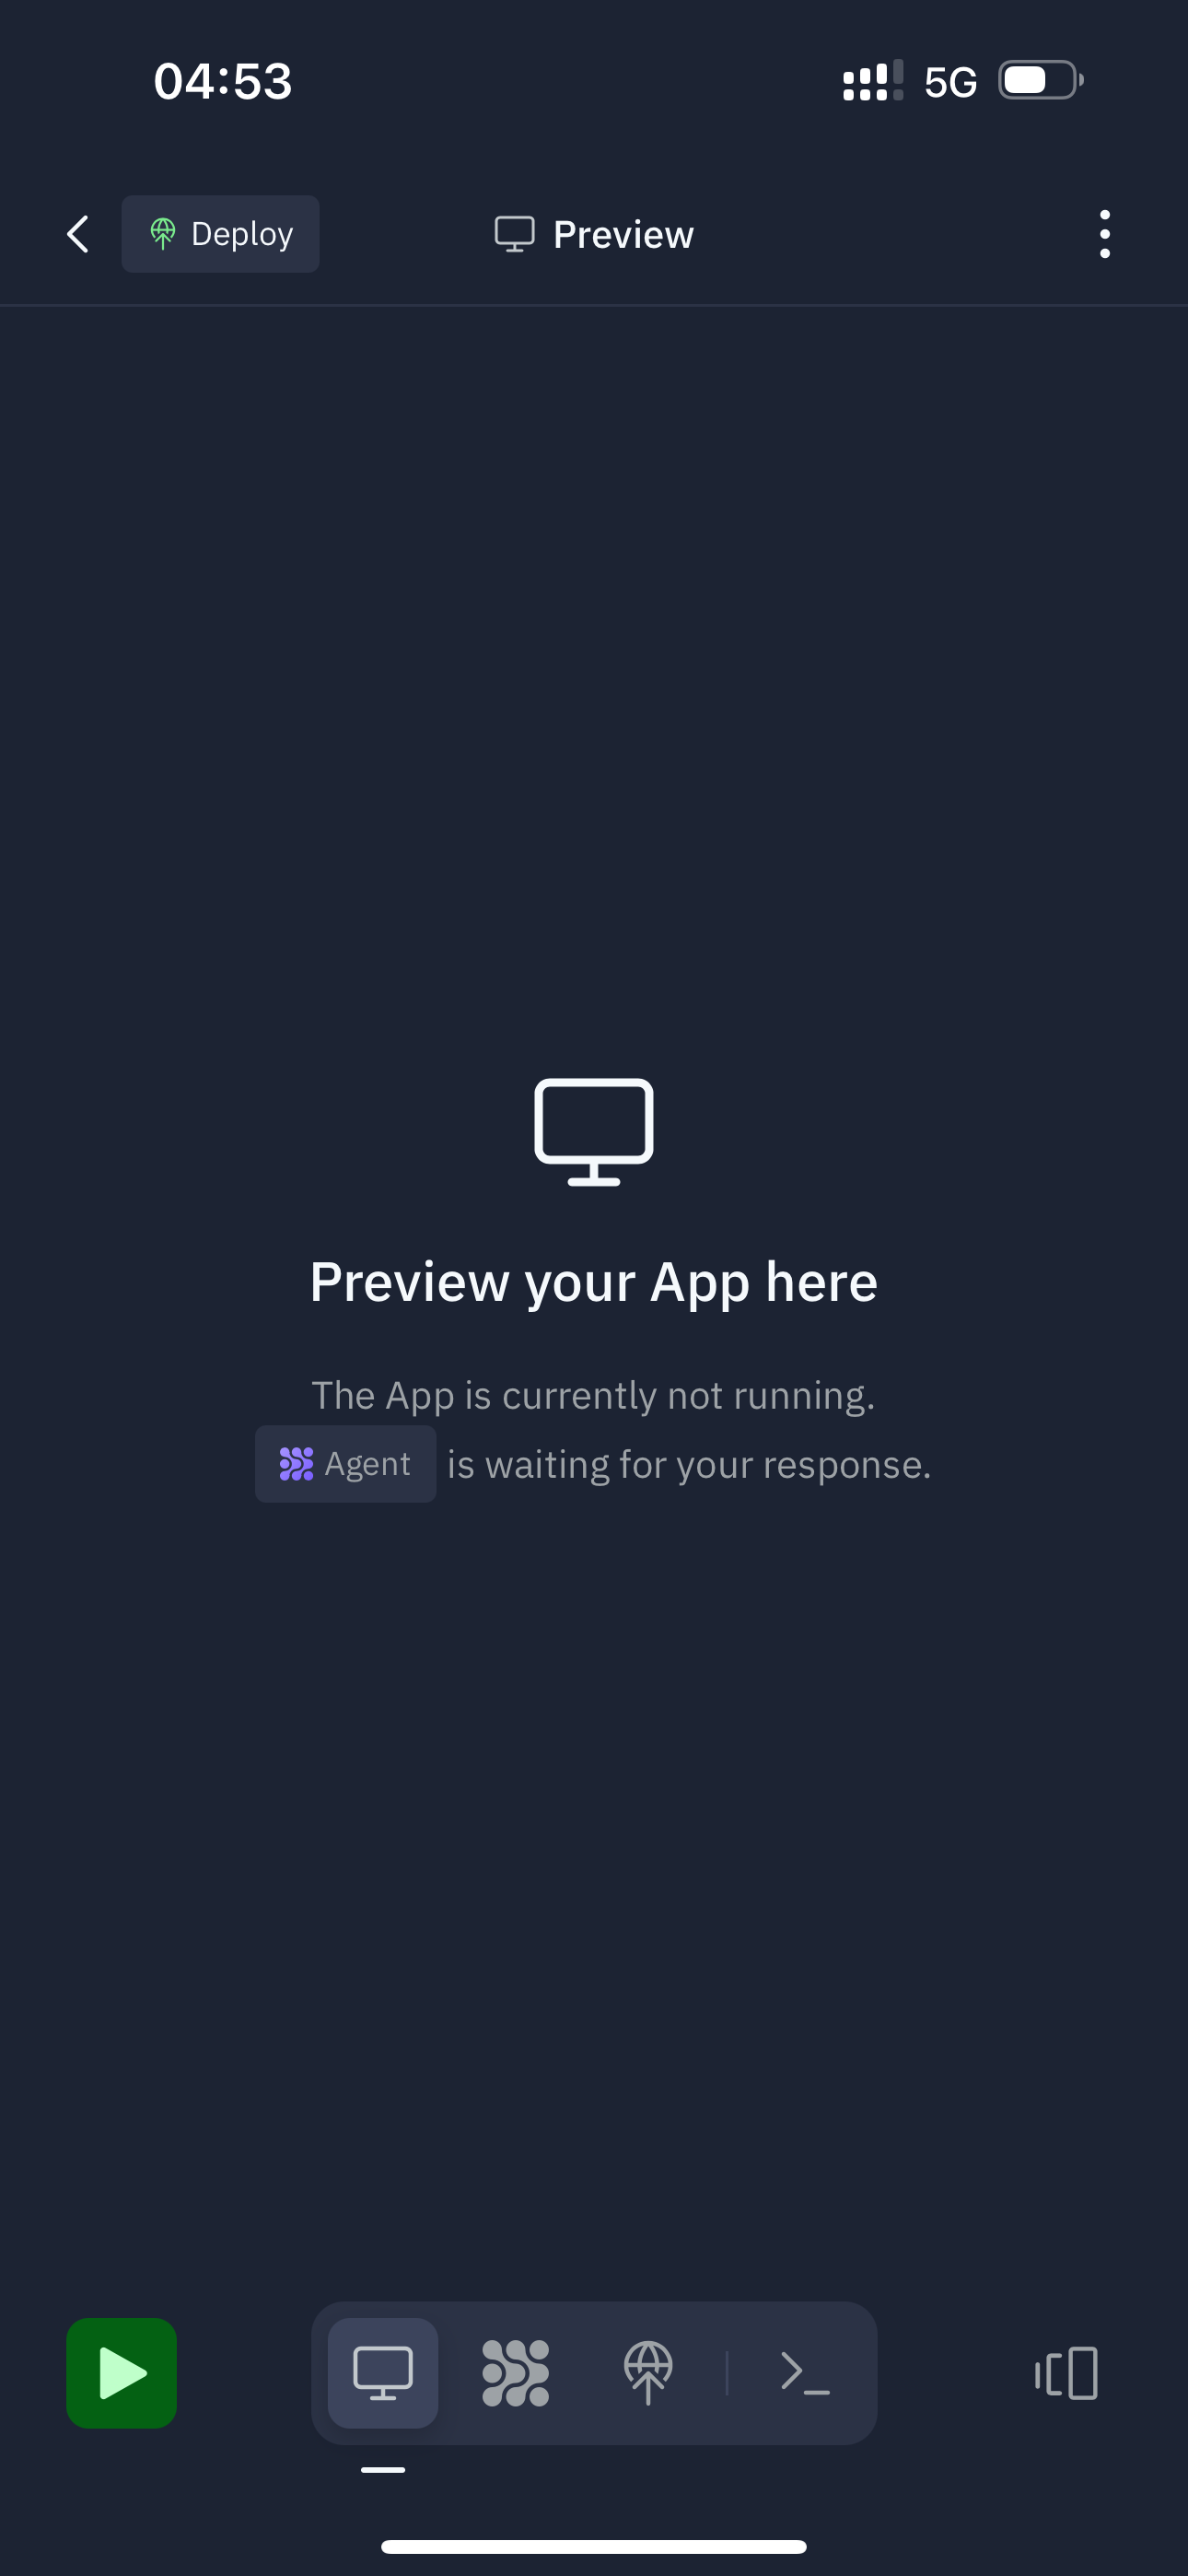 04:53
5G
Deploy
Preview
Preview your App here
The App is currently not running.
Agent is waiting for your response.